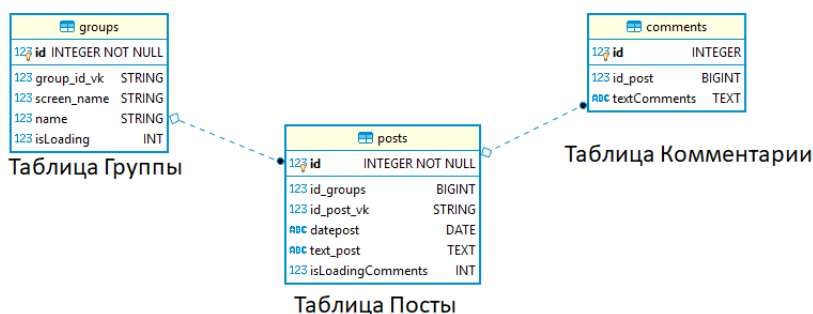 groups
123 id INTEGER NOT NULL
123 group_id_vk STRING
123 screen_name STRING
123 name STRING
123 isLoading INT
Таблица Группы
comments
123 id INTEGER
123 id_post BIGINT
ABC textComments TEXT
Таблица Комментарии
posts
123 id INTEGER NOT NULL
123 id_groups BIGINT
123 id_post_vk STRING
ABC datepost DATE
ABC text_post TEXT
123 isLoadingComments INT
Таблица Посты